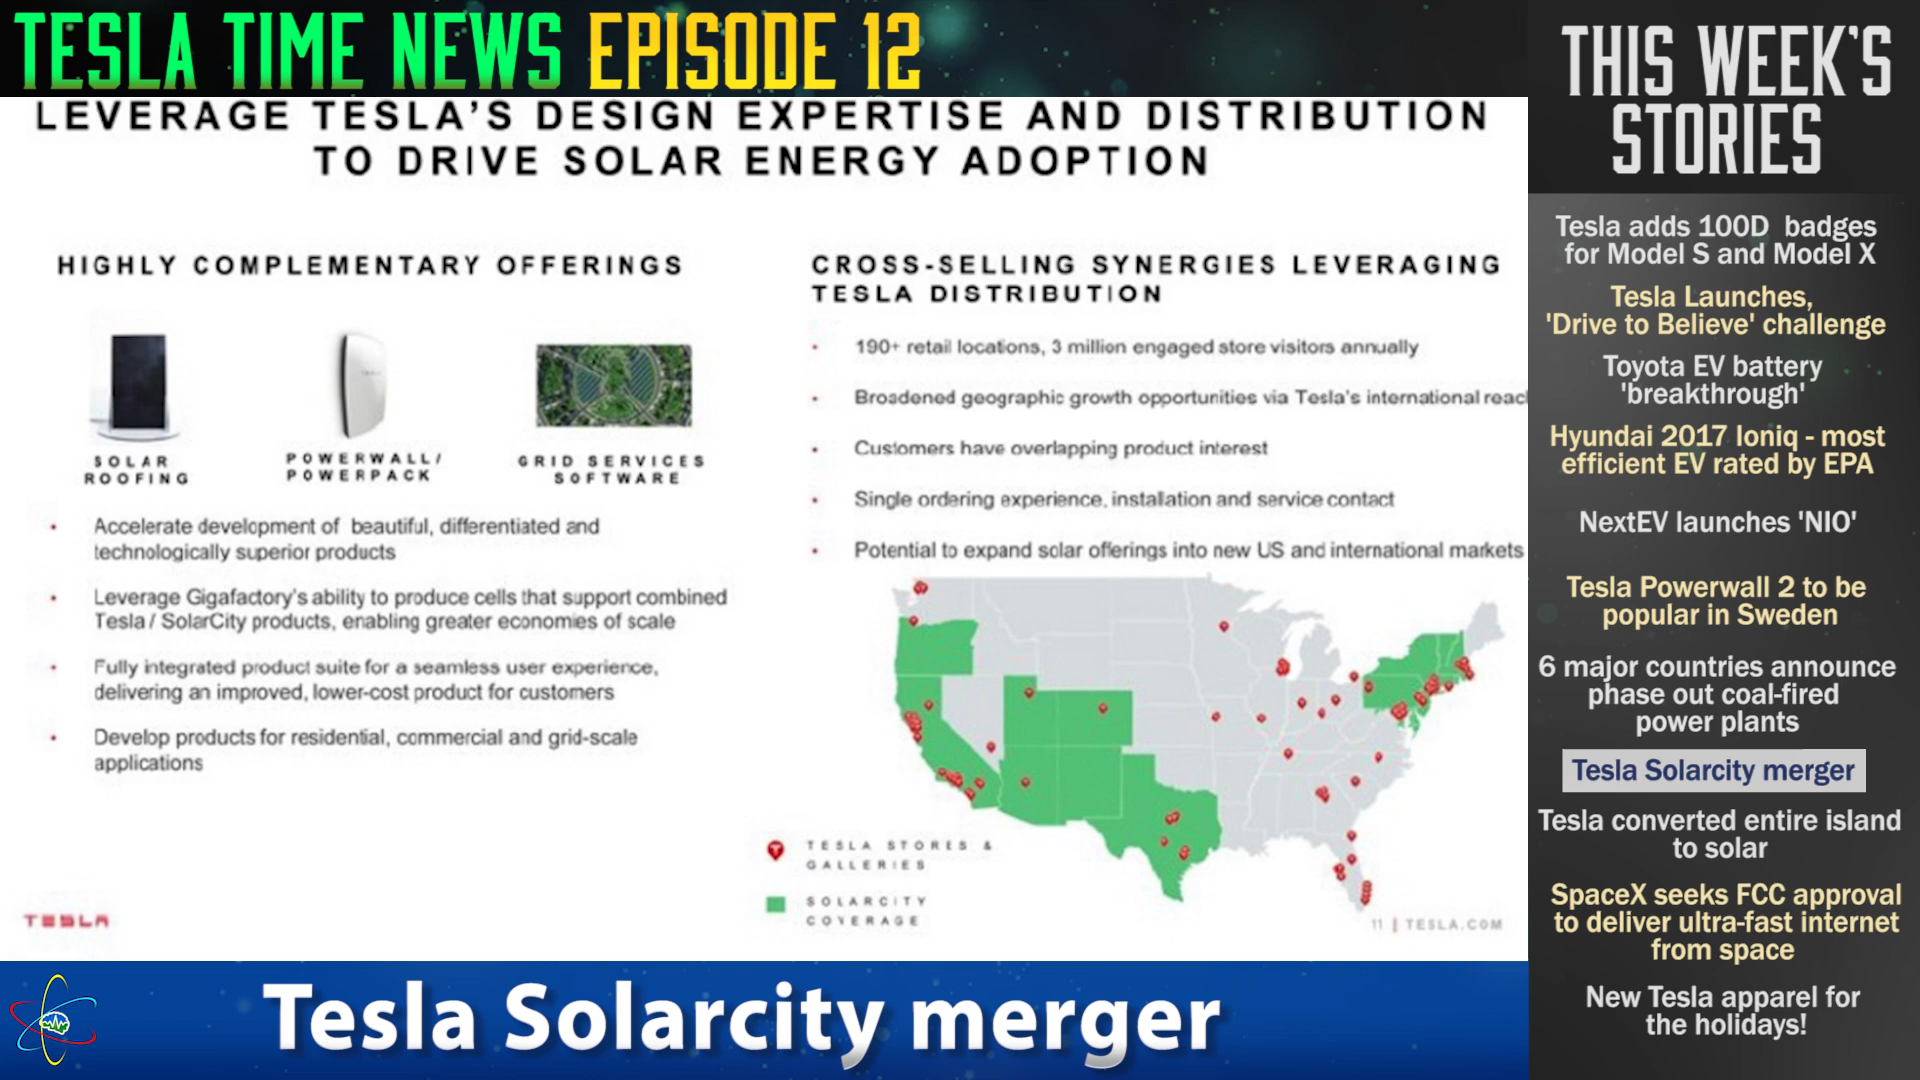 TESLA TIME NEWS EPISODE 12
LEVERAGE TESLA'S DESIGN EXPERTISE AND DISTRIBUTION
TO DRIVE SOLAR ENERGY ADOPTION
HIGHLY COMPLEMENTARY OFFERINGS
SOLAR
ROOFING
POWERWALL/
POWERPACK
GRID SERVICES
SOFTWARE
• Accelerate development of beautiful, differentiated and
technologically superior products
• Leverage Gigafactory's ability to produce cells that support combined
Tesla / SolarCity products, enabling greater economies of scale
• Fully integrated product suite for a seamless user experience,
delivering an improved, lower-cost product for customers
• Develop products for residential, commercial and grid-scale
applications
TESLA
CROSS-SELLING SYNERGIES LEVERAGING
TESLA DISTRIBUTION
• 190+ retail locations, 3 million engaged store visitors annually
• Broadened geographic growth opportunities via Tesla's international reac
• Customers have overlapping product interest
• Single ordering experience, installation and service contact
• Potential to expand solar offerings into new US and international markets
TESLA STORES &
GALLERIES
SOLARCITY
COVERAGE
11 | TESLA.COM
Tesla Solarcity merger
THIS WEEK'S
STORIES
Tesla adds 100D badges
for Model S and Model X
Tesla Launches,
'Drive to Believe' challenge
Toyota EV battery
'breakthrough'
Hyundai 2017 Ioniq - most
efficient EV rated by EPA
NextEV launches 'NIO'
Tesla Powerwall 2 to be
popular in Sweden
6 major countries announce
phase out coal-fired
power plants
Tesla Solarcity merger
Tesla converted entire island
to solar
SpaceX seeks FCC approval
to deliver ultra-fast internet
from space
New Tesla apparel for
the holidays!